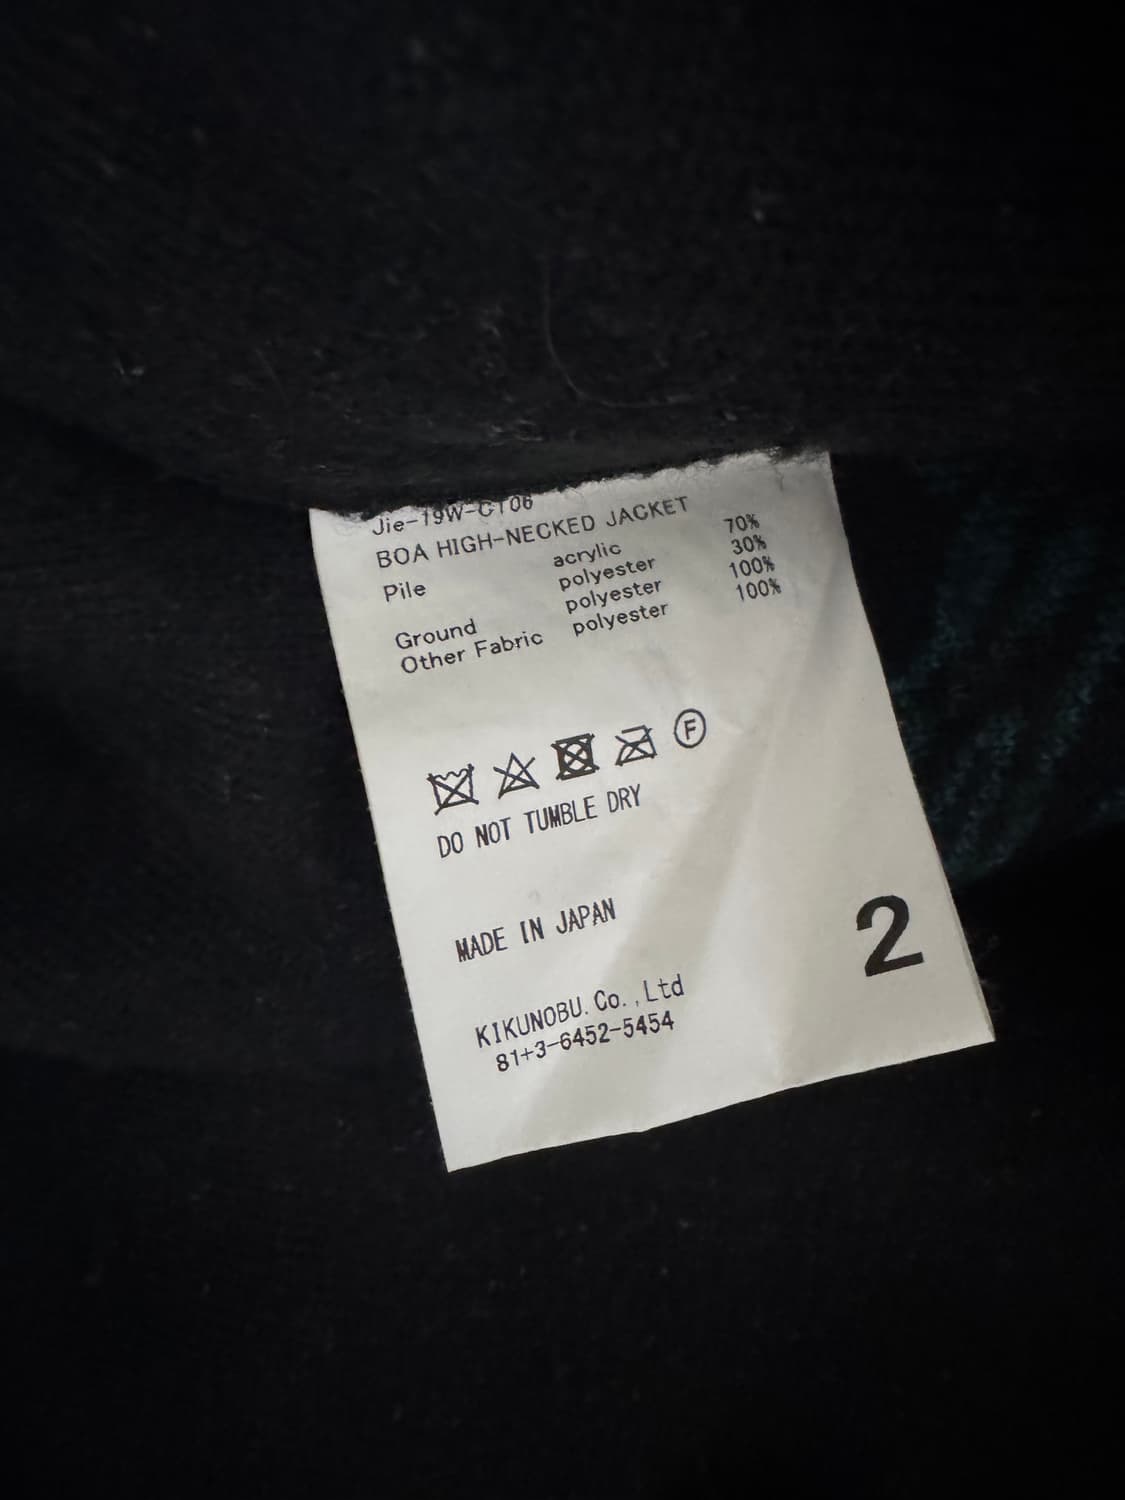 Jie-19W-CT06
BOA HIGH-NECKED JACKET
Pile acrylic 70%
polyester 30%
Ground polyester 100%
Other Fabric polyester 100%
F
DO NOT TUMBLE DRY
MADE IN JAPAN
2
KIKUNOBU. Co. ,Ltd
81+3-6452-5454